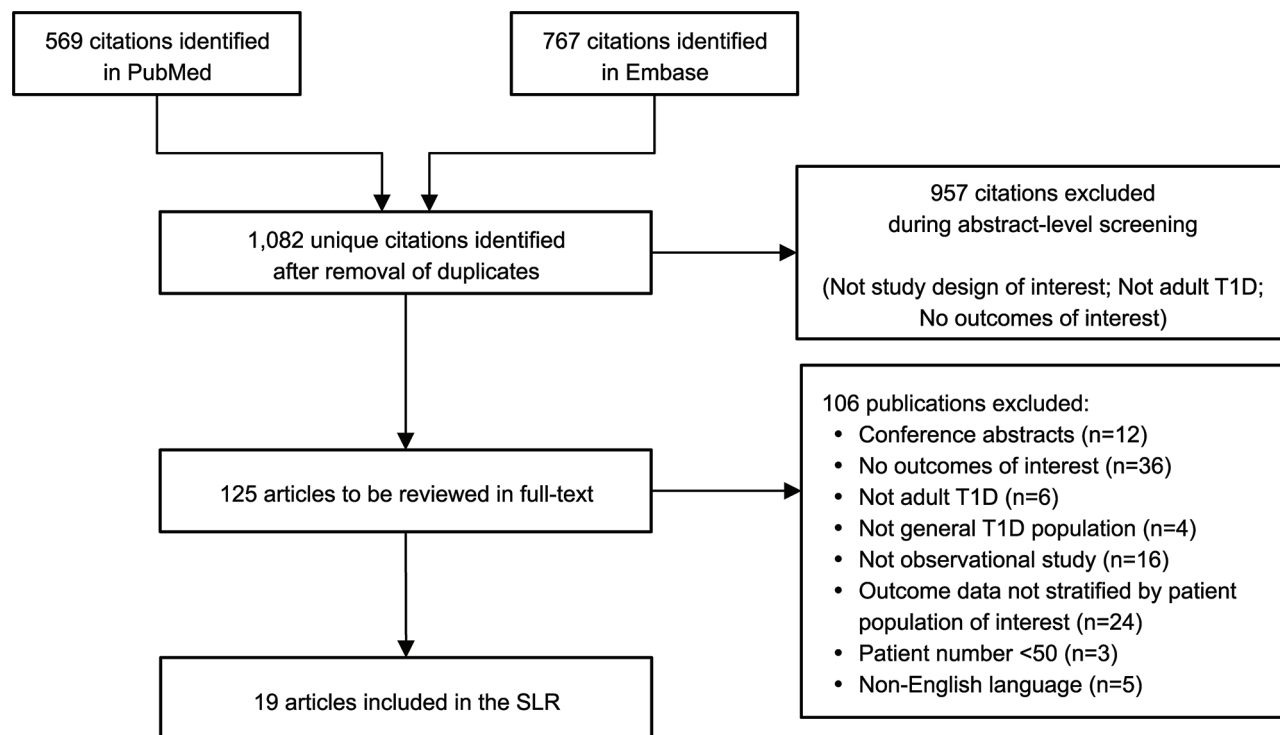 569 citations identified
in PubMed
767 citations identified
in Embase
1,082 unique citations identified
after removal of duplicates
957 citations excluded
during abstract-level screening
(Not study design of interest; Not adult T1D;
No outcomes of interest)
125 articles to be reviewed in full-text
106 publications excluded:
• Conference abstracts (n=12)
• No outcomes of interest (n=36)
• Not adult T1D (n=6)
• Not general T1D population (n=4)
• Not observational study (n=16)
• Outcome data not stratified by patient
population of interest (n=24)
• Patient number <50 (n=3)
• Non-English language (n=5)
19 articles included in the SLR